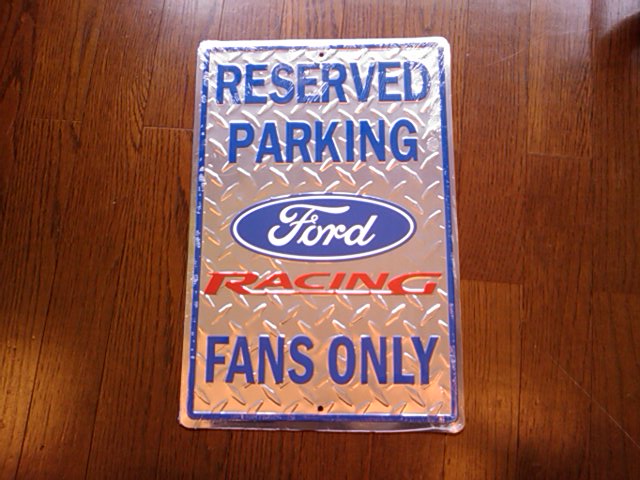 RESERVED
PARKING
Ford
RACING
FANS ONLY